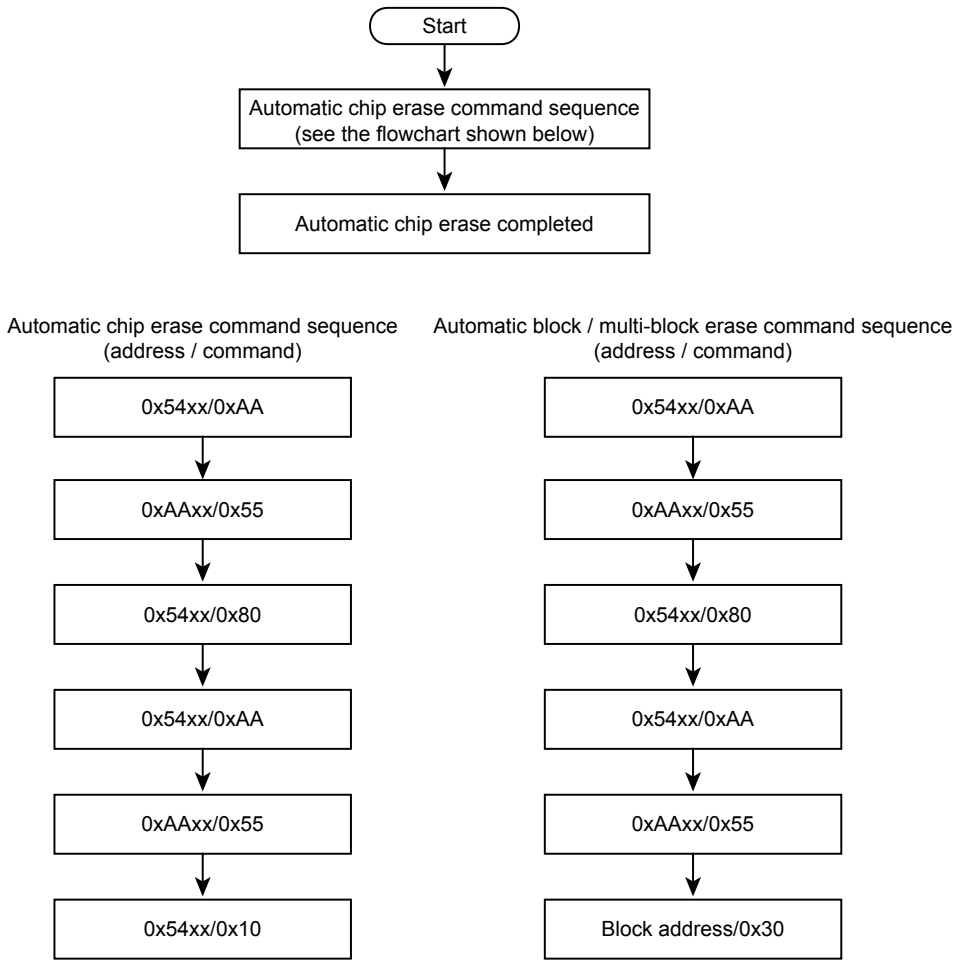 Start
Automatic chip erase command sequence
(see the flowchart shown below)
Automatic chip erase completed
Automatic chip erase command sequence
(address / command)
0x54xx/0xAA
0xAAxx/0x55
0x54xx/0x80
0x54xx/0xAA
0xAAxx/0x55
0x54xx/0x10
Automatic block / multi-block erase command sequence
(address / command)
0x54xx/0xAA
0xAAxx/0x55
0x54xx/0x80
0x54xx/0xAA
0xAAxx/0x55
Block address/0x30